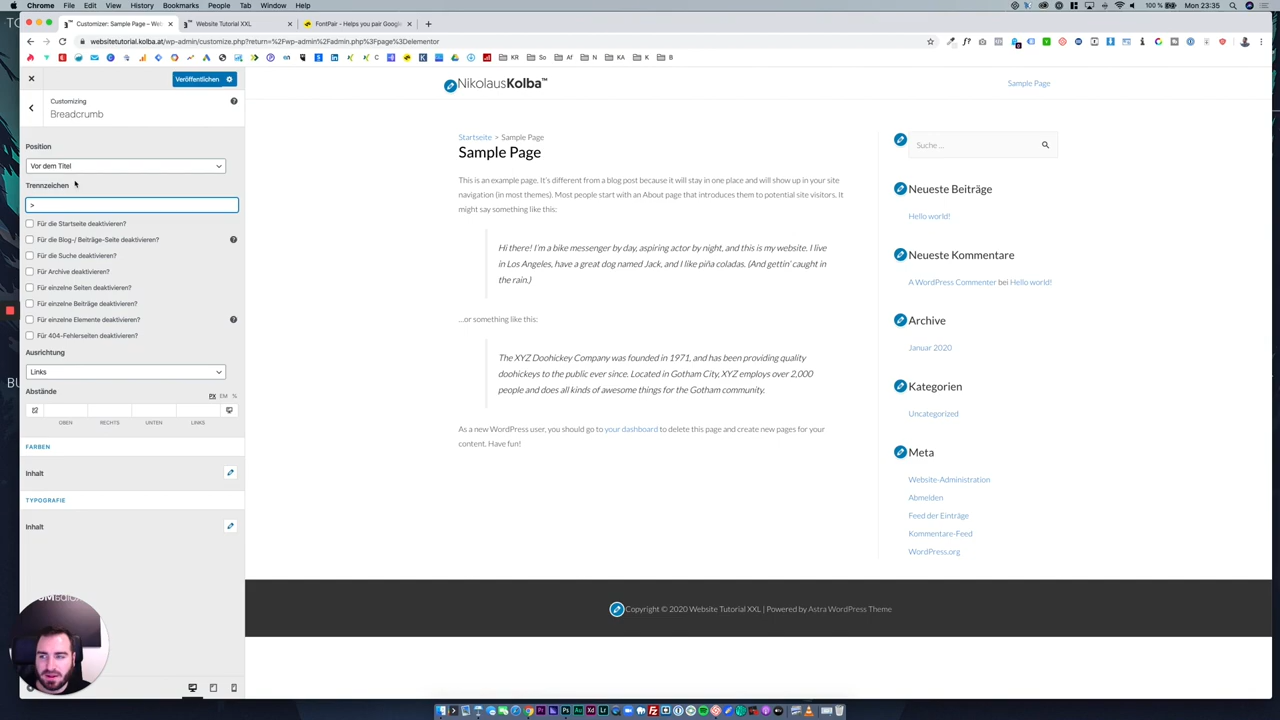 Chrome File Edit View History Bookmarks People Tab Window Help
100 % Mon 23:35
Customizer: Sample Page – Web
Website Tutorial XXL
FontPair - Helps you pair Google
websitetutorial.kolba.at/wp-admin/customize.php?return=%2Fwp-admin%2Fadmin.php%3Fpage%3Delementor
KR So Af N KA K B
Veröffentlichen
Customizing
Breadcrumb
Position
Vor dem Titel
Trennzeichen
>
Für die Startseite deaktivieren?
Für die Blog-/ Beiträge-Seite deaktivieren?
Für die Suche deaktivieren?
Für Archive deaktivieren?
Für einzelne Seiten deaktivieren?
Für einzelne Beiträge deaktivieren?
Für einzelne Elemente deaktivieren?
Für 404-Fehlerseiten deaktivieren?
Ausrichtung
Links
Abstände
PX EM %
OBEN RECHTS UNTEN LINKS
FARBEN
Inhalt
TYPOGRAFIE
Inhalt
NikolausKolba™
Sample Page
Startseite > Sample Page
Sample Page
This is an example page. It's different from a blog post because it will stay in one place and will show up in your site
navigation (in most themes). Most people start with an About page that introduces them to potential site visitors. It
might say something like this:
Hi there! I'm a bike messenger by day, aspiring actor by night, and this is my website. I live
in Los Angeles, have a great dog named Jack, and I like piña coladas. (And gettin' caught in
the rain.)
...or something like this:
The XYZ Doohickey Company was founded in 1971, and has been providing quality
doohickeys to the public ever since. Located in Gotham City, XYZ employs over 2,000
people and does all kinds of awesome things for the Gotham community.
As a new WordPress user, you should go to your dashboard to delete this page and create new pages for your
content. Have fun!
Suche ...
Neueste Beiträge
Hello world!
Neueste Kommentare
A WordPress Commenter bei Hello world!
Archive
Januar 2020
Kategorien
Uncategorized
Meta
Website-Administration
Abmelden
Feed der Einträge
Kommentare-Feed
WordPress.org
Copyright © 2020 Website Tutorial XXL | Powered by Astra WordPress Theme